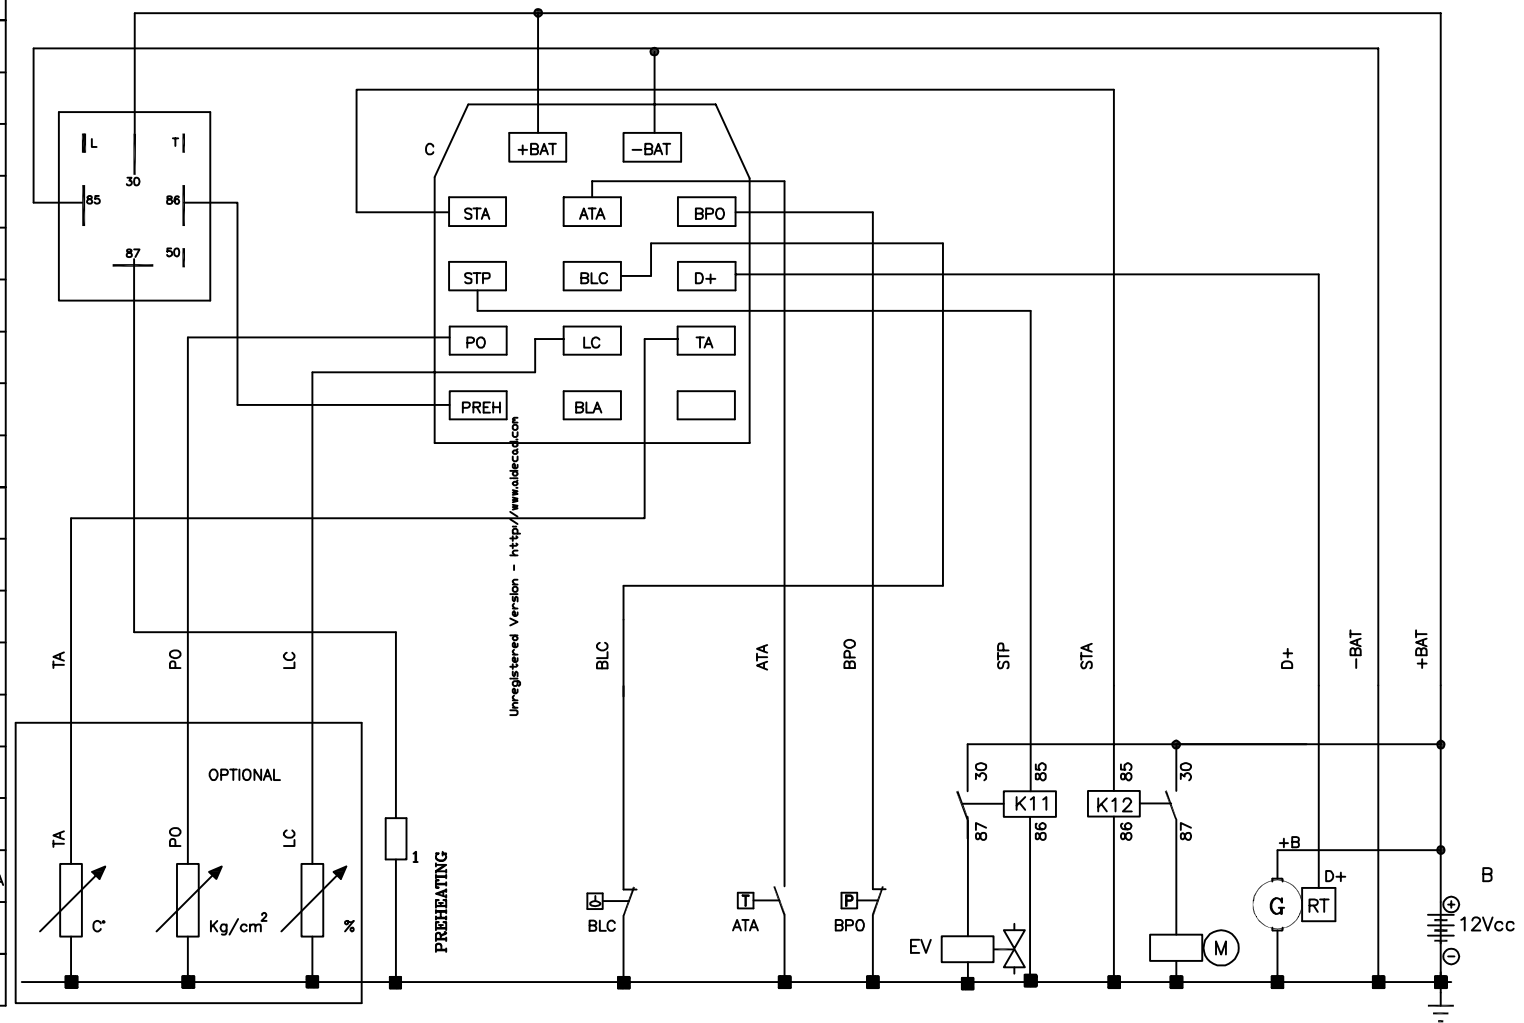 C
+BAT
−BAT
L
T
30
85
86
87
50
STA
ATA
BPO
STP
BLC
D+
PO
LC
TA
PREH
BLA
Unregistered Version - http://www.aidecad.com
TA
PO
LC
BLC
ATA
BPO
STP
STA
D+
−BAT
+BAT
OPTIONAL
TA
PO
LC
C°
Kg/cm²
%
1
PREHEATING
BLC
T
ATA
P
BPO
30
85
K11
87
86
EV
85
30
K12
86
87
M
+B
D+
G
RT
B
+
12Vcc
−